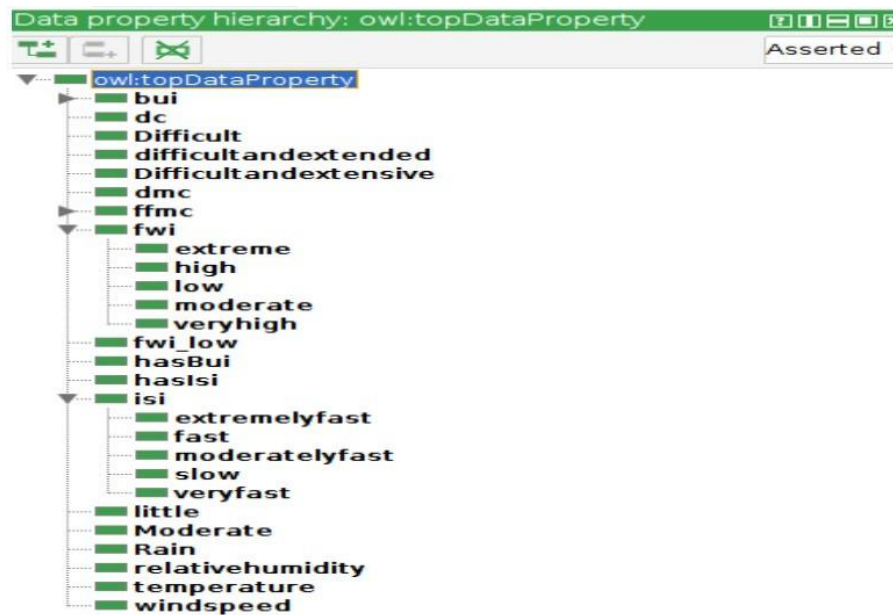 Data property hierarchy: owl:topDataProperty
Asserted
owl:topDataProperty
bui
dc
Difficult
difficultandextended
Difficultandextensive
dmc
ffmc
fwi
extreme
high
low
moderate
veryhigh
fwi_low
hasBui
hasIsi
isi
extremelyfast
fast
moderatelyfast
slow
veryfast
little
Moderate
Rain
relativehumidity
temperature
windspeed